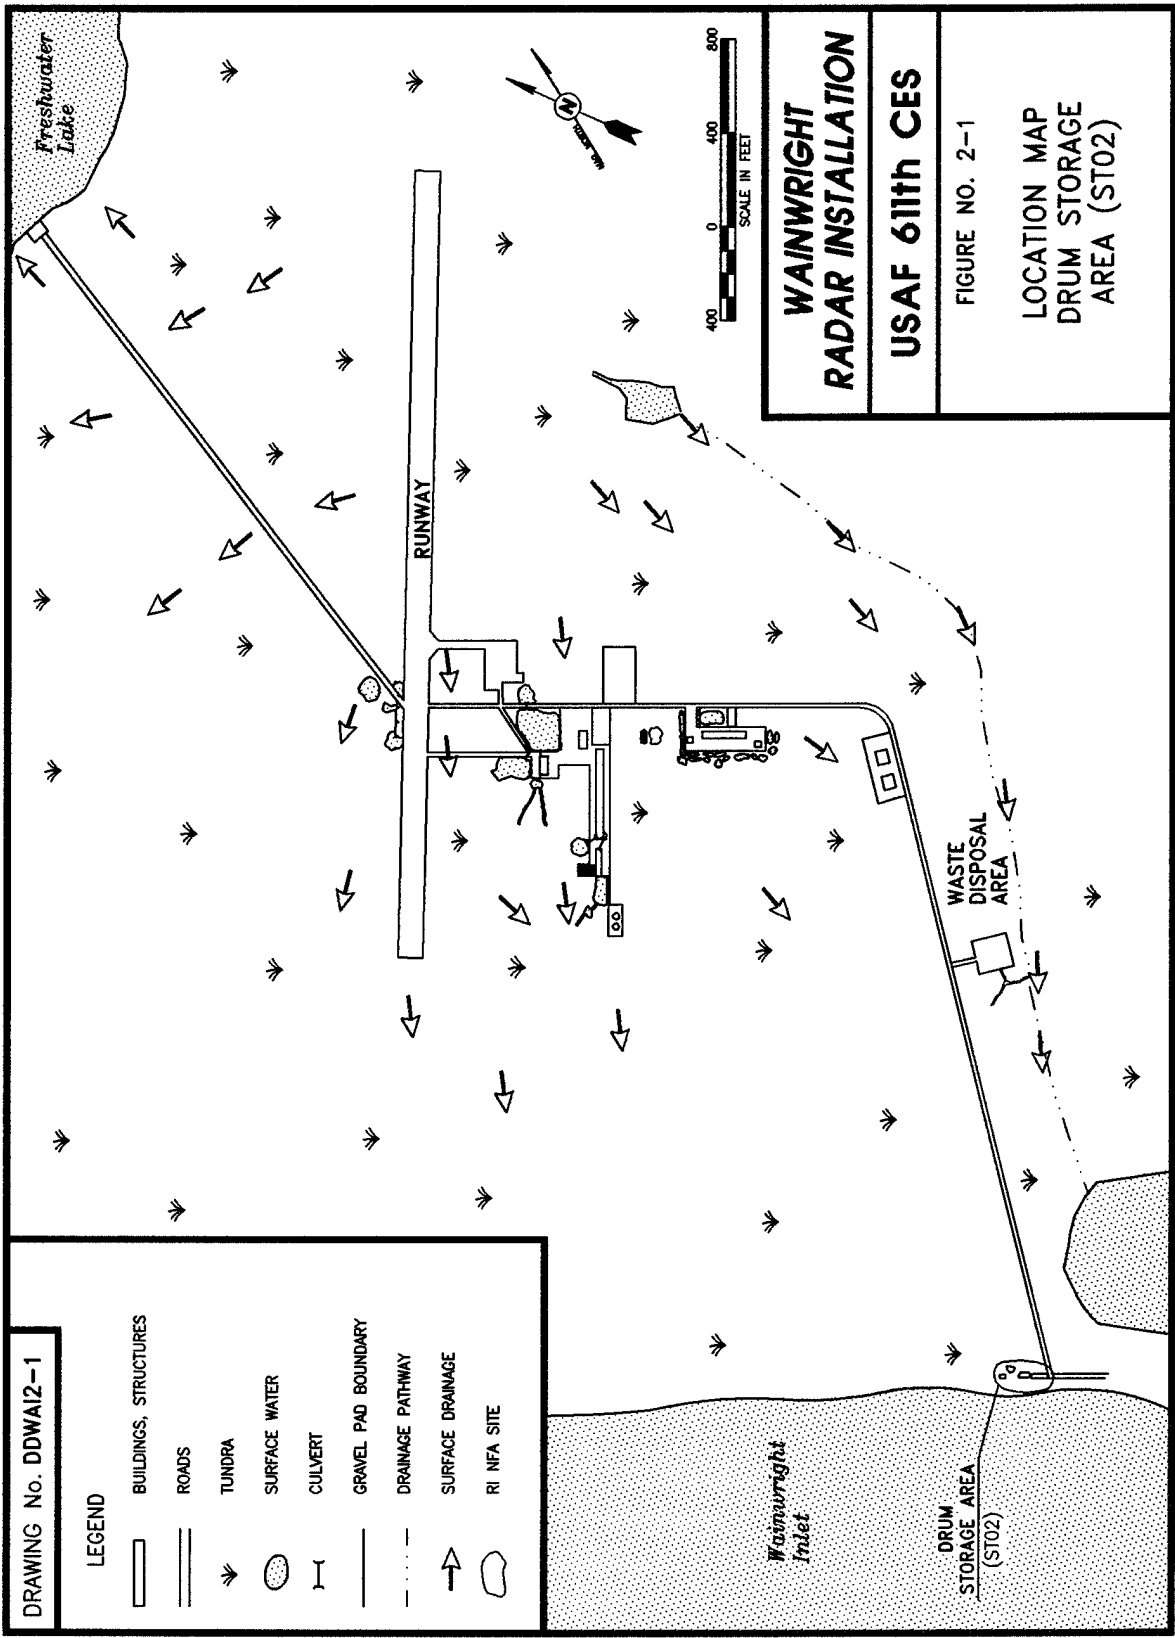 DRAWING No. DDWAI2-1
LEGEND
BUILDINGS, STRUCTURES
ROADS
TUNDRA
SURFACE WATER
CULVERT
GRAVEL PAD BOUNDARY
DRAINAGE PATHWAY
SURFACE DRAINAGE
RI NFA SITE
Freshwater
Lake
RUNWAY
N
MAG NORTH
WASTE
DISPOSAL
AREA
Wainwright
Inlet
DRUM
STORAGE AREA
(ST02)
400
0
400
800
SCALE IN FEET
WAINWRIGHT
RADAR INSTALLATION
USAF 611th CES
FIGURE NO. 2-1
LOCATION MAP
DRUM STORAGE
AREA (ST02)